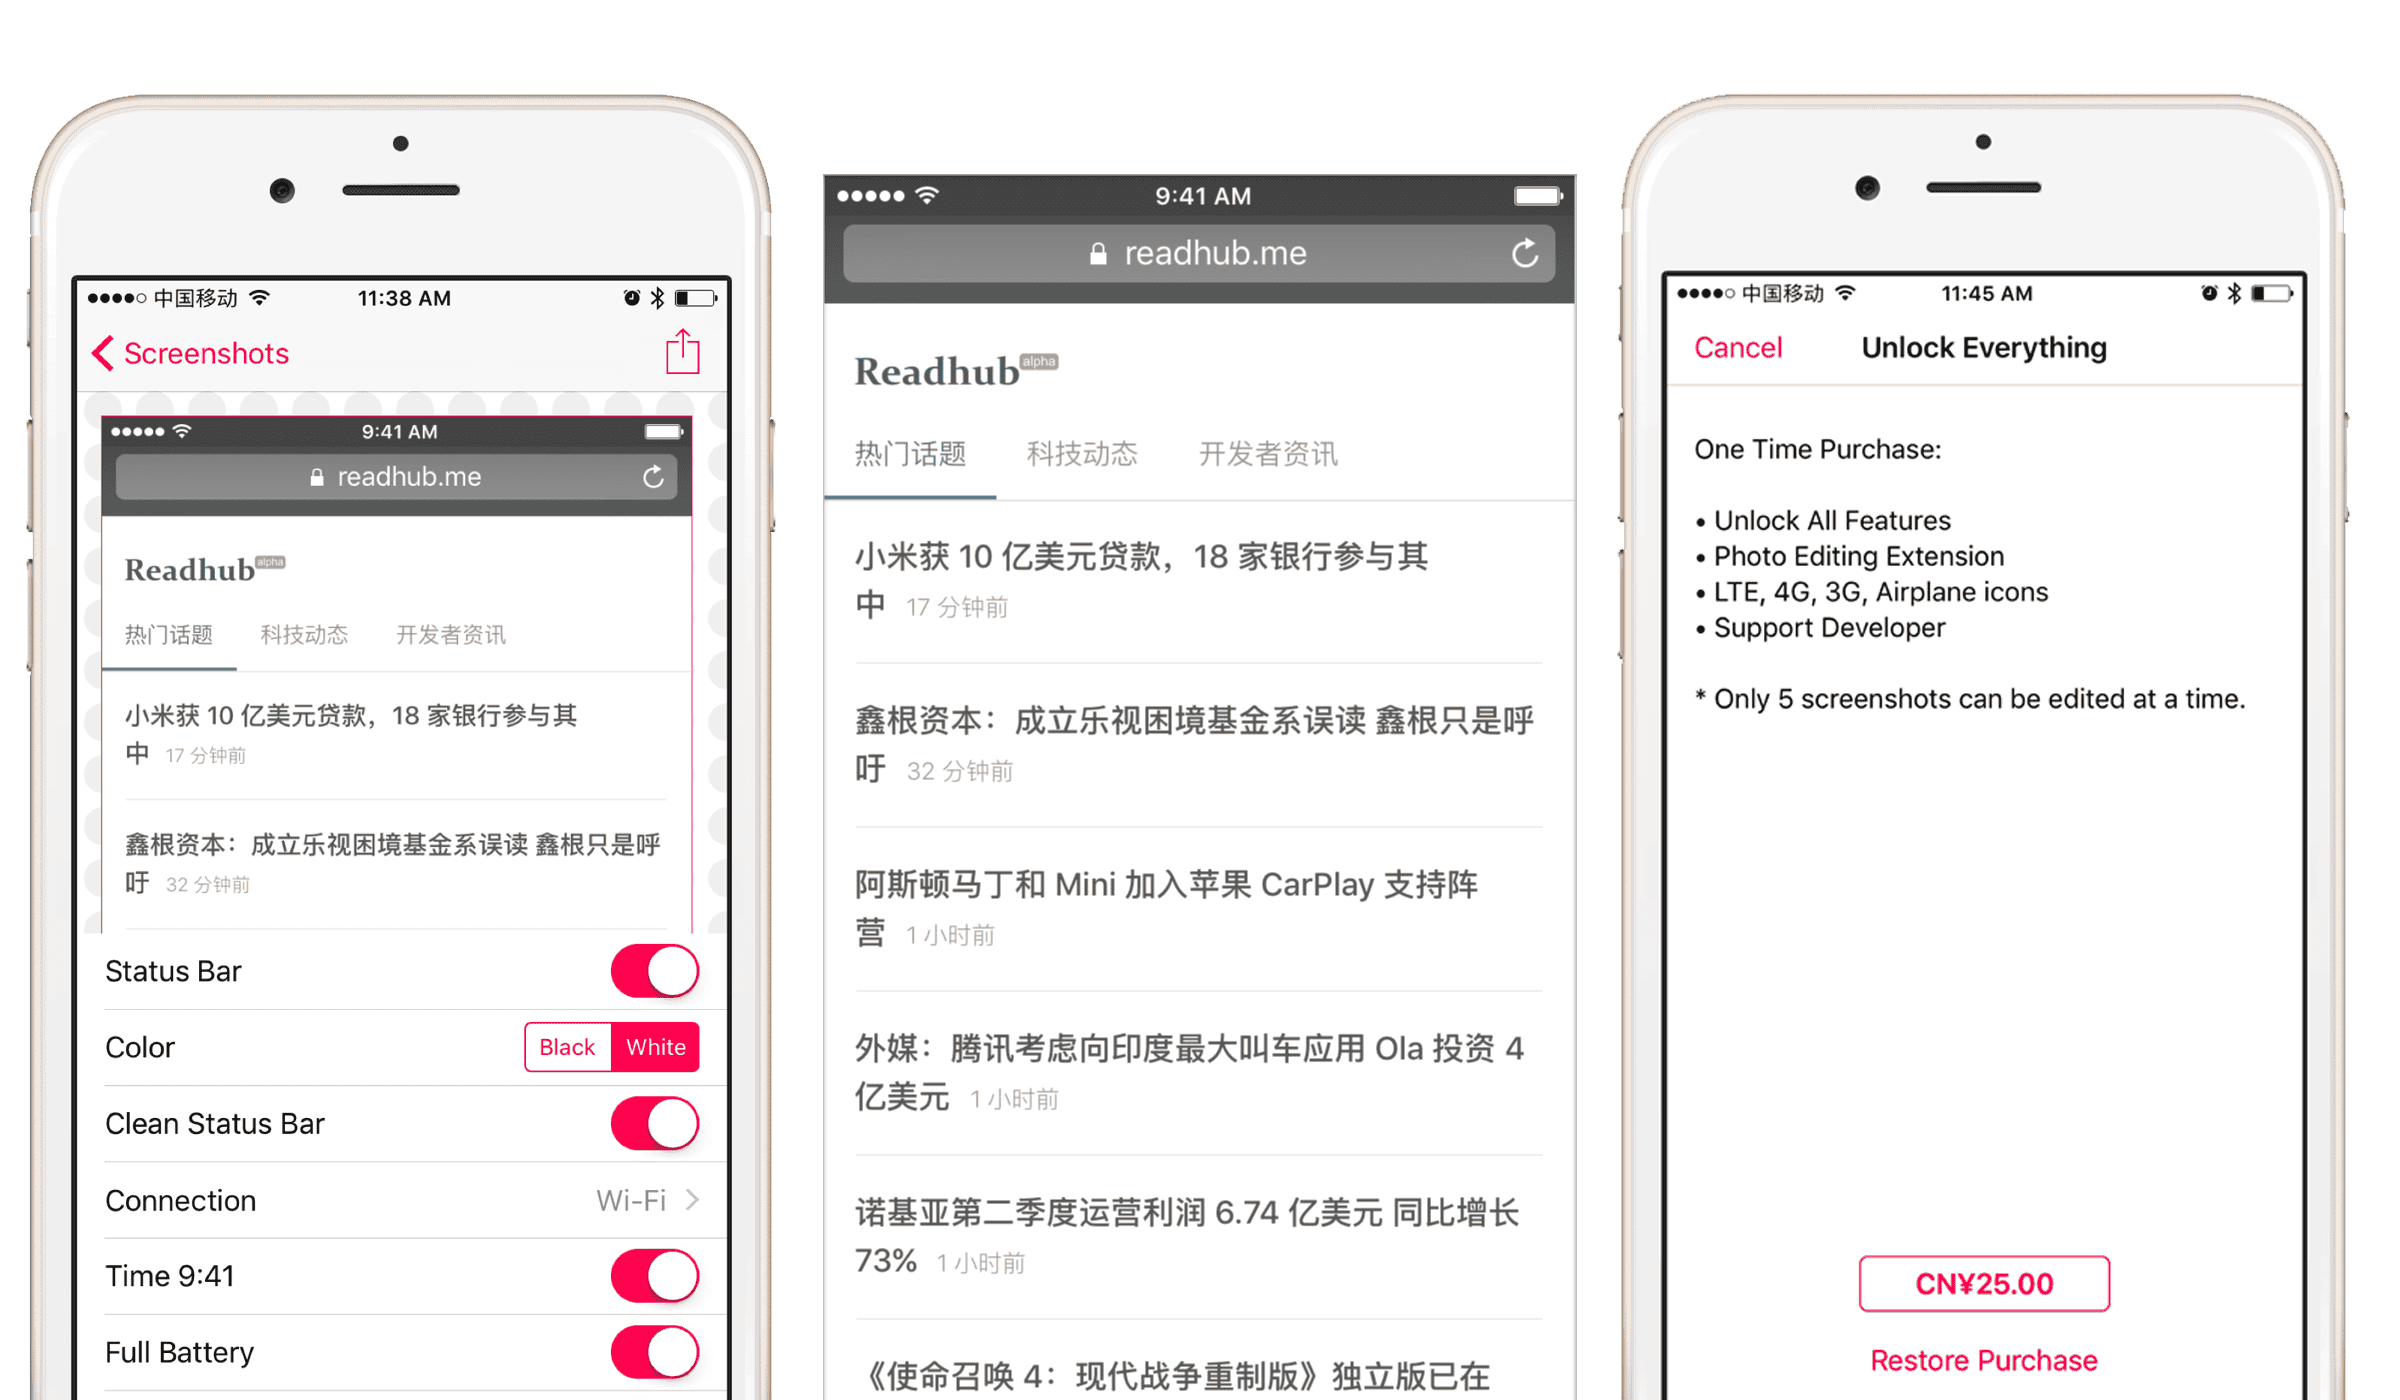 中国移动 11:38 AM
Screenshots
9:41 AM
readhub.me
Readhub alpha
热门话题 科技动态 开发者资讯
小米获 10 亿美元贷款，18 家银行参与其
中 17 分钟前
鑫根资本：成立乐视困境基金系误读 鑫根只是呼
吁 32 分钟前
Status Bar
Color Black White
Clean Status Bar
Connection Wi-Fi
Time 9:41
Full Battery
9:41 AM
readhub.me
Readhub alpha
热门话题 科技动态 开发者资讯
小米获 10 亿美元贷款，18 家银行参与其
中 17 分钟前
鑫根资本：成立乐视困境基金系误读 鑫根只是呼
吁 32 分钟前
阿斯顿马丁和 Mini 加入苹果 CarPlay 支持阵
营 1 小时前
外媒：腾讯考虑向印度最大叫车应用 Ola 投资 4
亿美元 1 小时前
诺基亚第二季度运营利润 6.74 亿美元 同比增长
73% 1 小时前
《使命召唤 4：现代战争重制版》独立版已在
中国移动 11:45 AM
Cancel Unlock Everything
One Time Purchase:
• Unlock All Features
• Photo Editing Extension
• LTE, 4G, 3G, Airplane icons
• Support Developer
* Only 5 screenshots can be edited at a time.
CN¥25.00
Restore Purchase